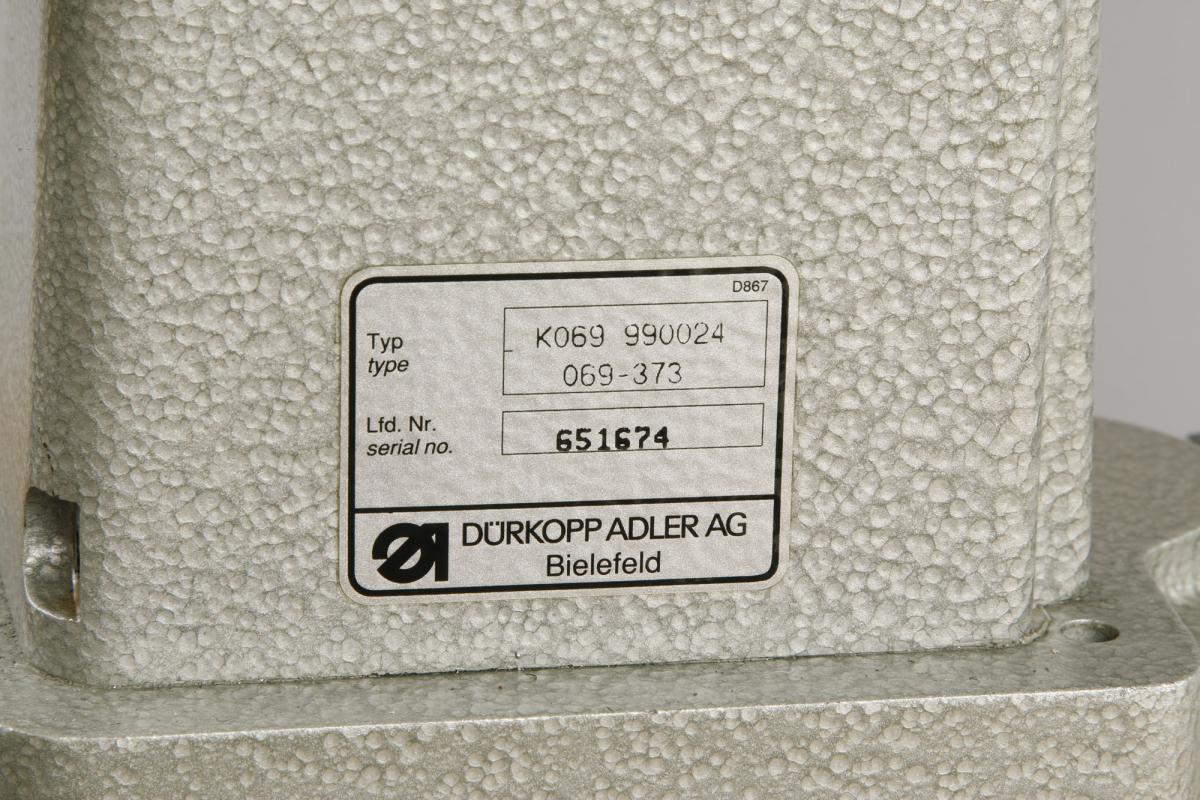 D867
Typ
type
K069 990024
069-373
Lfd. Nr.
serial no.
651674
DÜRKOPP ADLER AG
Bielefeld